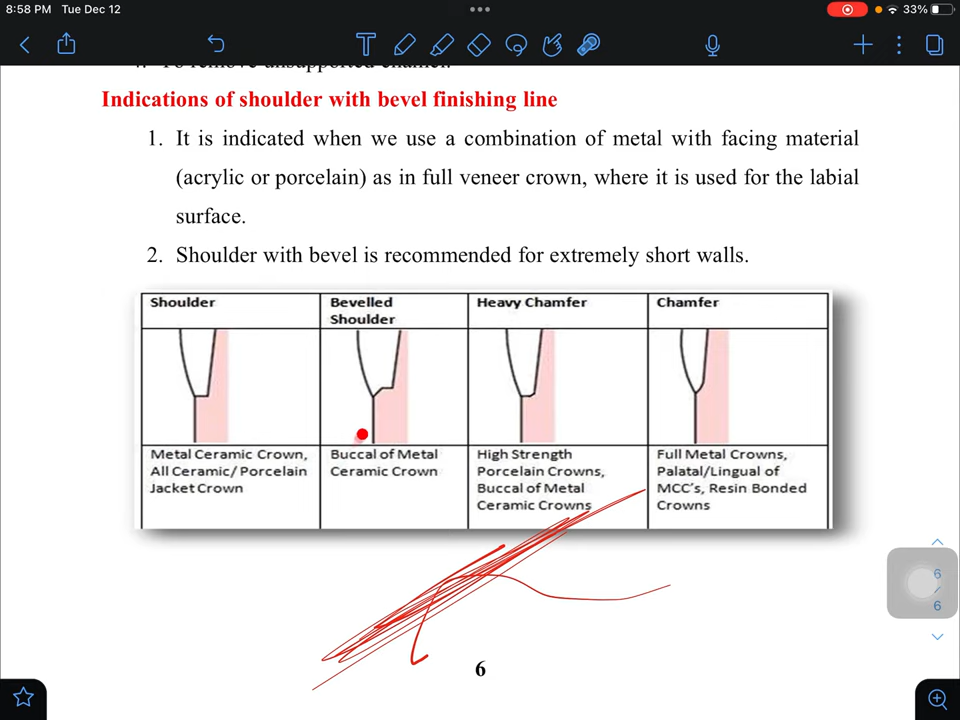 8:58 PM Tue Dec 12
33%
Indications of shoulder with bevel finishing line
1. It is indicated when we use a combination of metal with facing material
(acrylic or porcelain) as in full veneer crown, where it is used for the labial
surface.
2. Shoulder with bevel is recommended for extremely short walls.
Shoulder
Bevelled
Shoulder
Heavy Chamfer
Chamfer
Metal Ceramic Crown,
All Ceramic/ Porcelain
Jacket Crown
Buccal of Metal
Ceramic Crown
High Strength
Porcelain Crowns,
Buccal of Metal
Ceramic Crowns
Full Metal Crowns,
Palatal/Lingual of
MCC's, Resin Bonded
Crowns
6
/
6
6